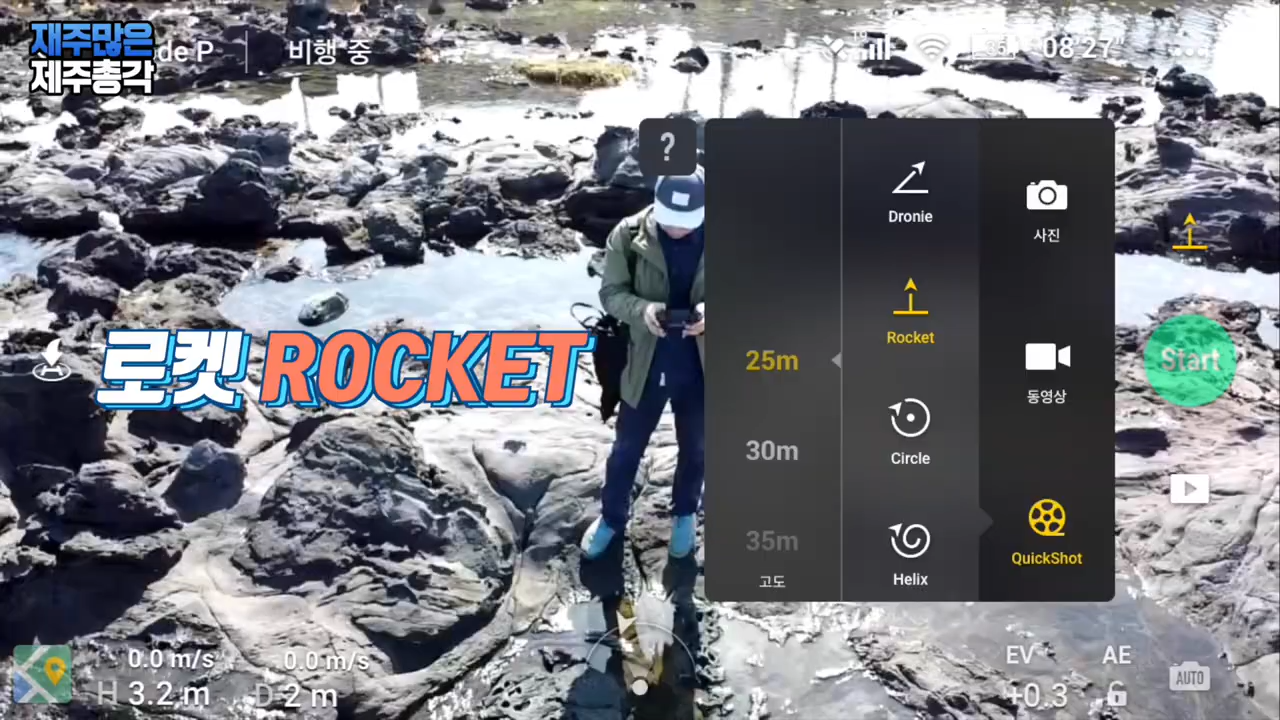 재주많은
제주총각
de P
비행 중
08'27"
?
Dronie
사진
로켓 ROCKET
25m
Rocket
Start
30m
동영상
Circle
35m
고도
Helix
QuickShot
0.0 m/s
0.0 m/s
H 3.2 m
D 2 m
EV
+0.3
AE
AUTO